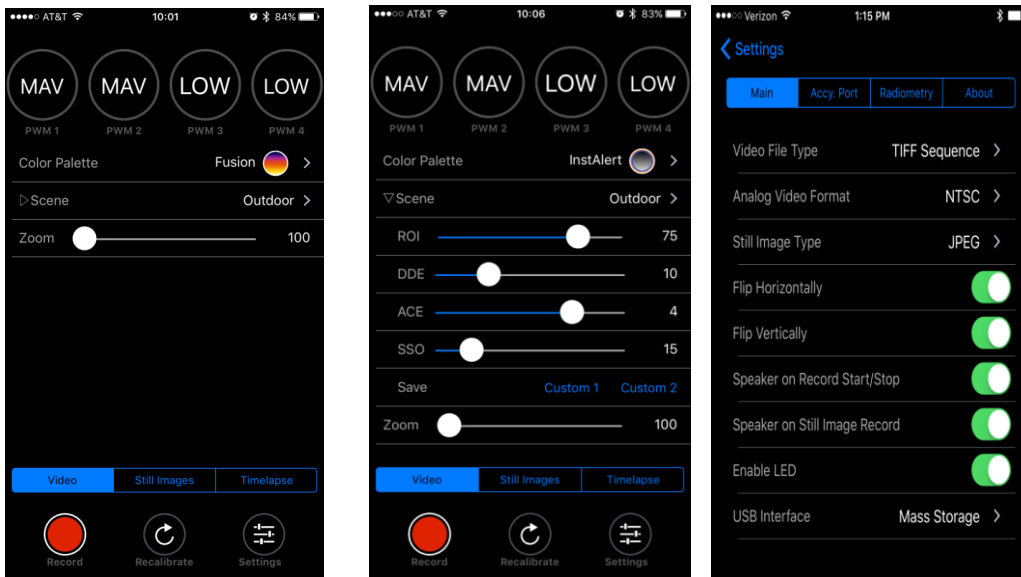 AT&T 10:01 84%
MAV MAV LOW LOW
PWM 1 PWM 2 PWM 3 PWM 4
Color Palette Fusion
Scene Outdoor
Zoom 100
Video Still Images Timelapse
Record Recalibrate Settings
AT&T 10:06 83%
MAV MAV LOW LOW
PWM 1 PWM 2 PWM 3 PWM 4
Color Palette InstAlert
Scene Outdoor
ROI 75
DDE 10
ACE 4
SSO 15
Save Custom 1 Custom 2
Zoom 100
Video Still Images Timelapse
Record Recalibrate Settings
Verizon 1:15 PM
Settings
Main Accy. Port Radiometry About
Video File Type TIFF Sequence
Analog Video Format NTSC
Still Image Type JPEG
Flip Horizontally
Flip Vertically
Speaker on Record Start/Stop
Speaker on Still Image Record
Enable LED
USB Interface Mass Storage